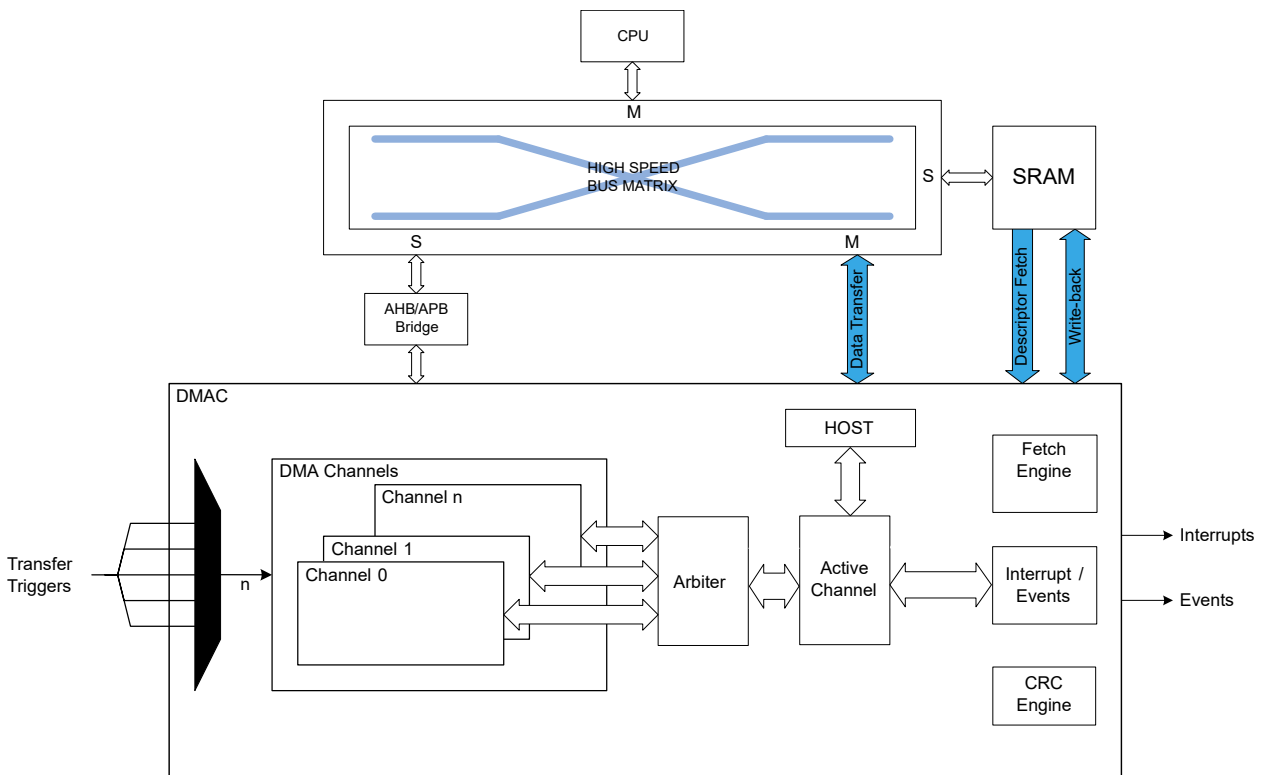 CPU
M
HIGH SPEED
BUS MATRIX
S
SRAM
S
M
AHB/APB
Bridge
Data Transfer
Descriptor Fetch
Write-back
DMAC
HOST
Fetch
Engine
DMA Channels
Channel n
Channel 1
Channel 0
Transfer
Triggers
n
Arbiter
Active
Channel
Interrupt /
Events
Interrupts
Events
CRC
Engine